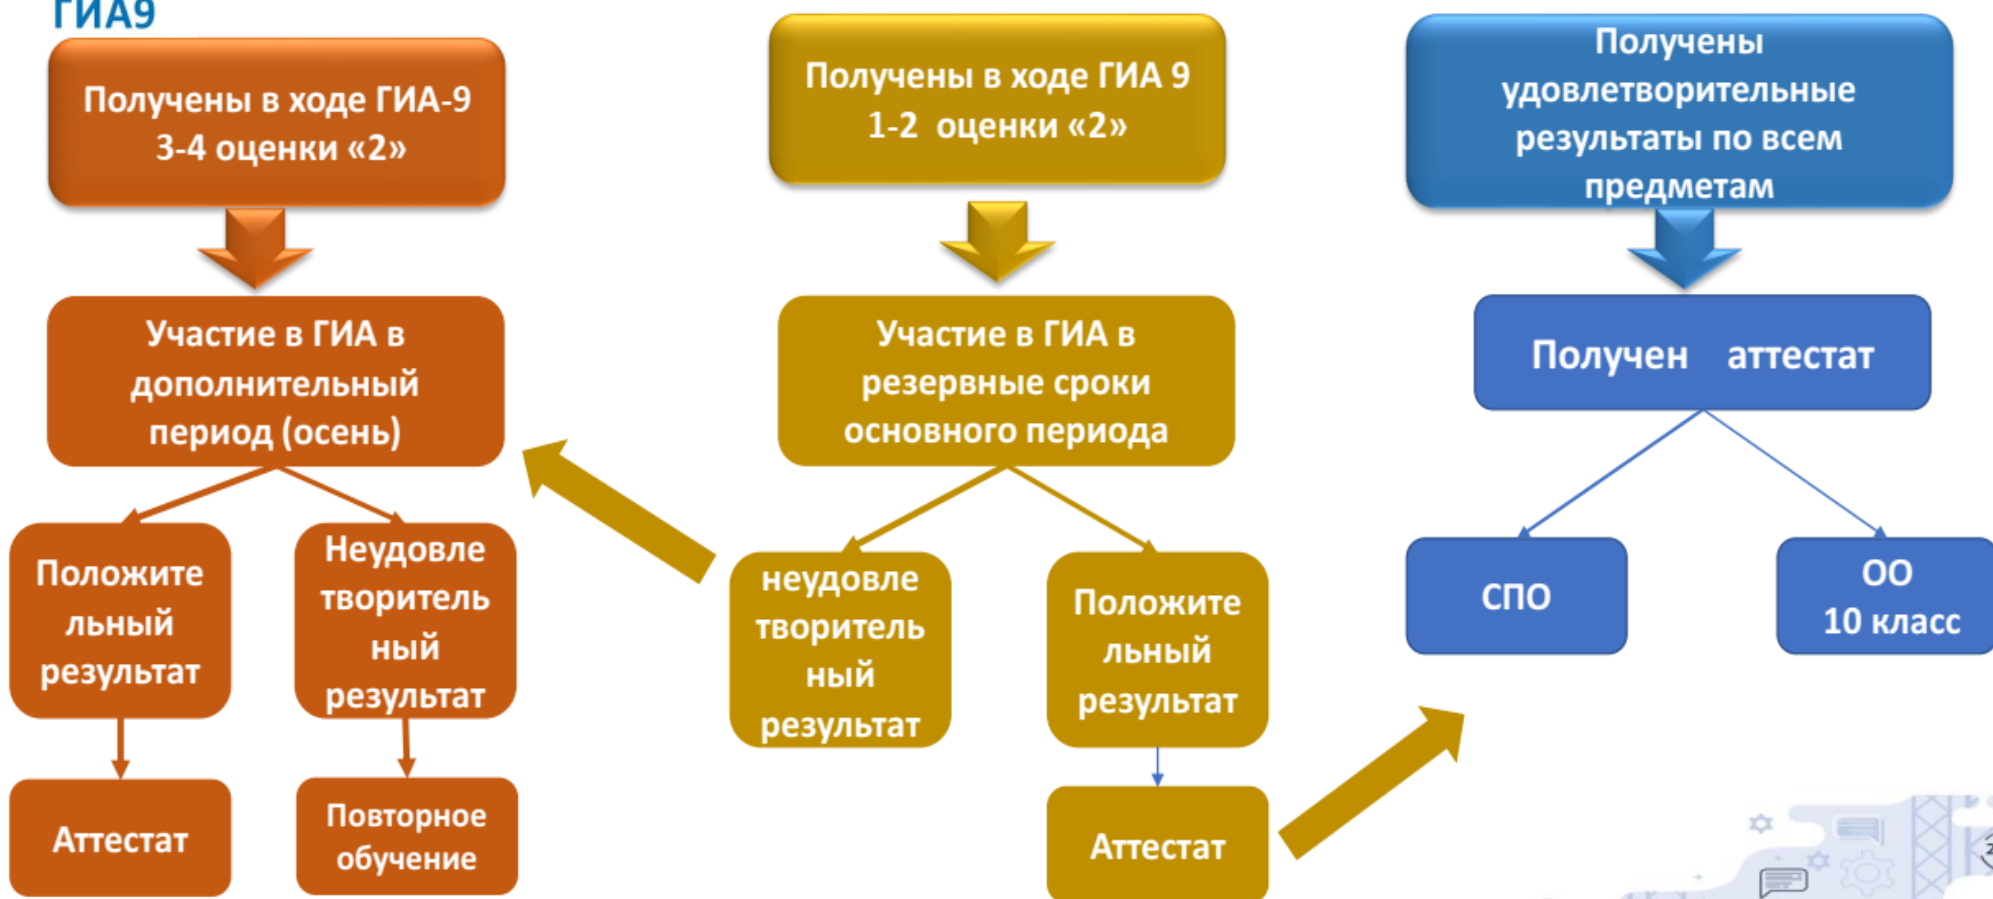 ГИА9
Получены в ходе ГИА-9
3-4 оценки «2»
Участие в ГИА в
дополнительный
период (осень)
Положите
льный
результат
Неудовле
творитель
ный
результат
Аттестат
Повторное
обучение
Получены в ходе ГИА 9
1-2 оценки «2»
Участие в ГИА в
резервные сроки
основного периода
неудовле
творитель
ный
результат
Положите
льный
результат
Аттестат
Получены
удовлетворительные
результаты по всем
предметам
Получен аттестат
СПО
ОО
10 класс